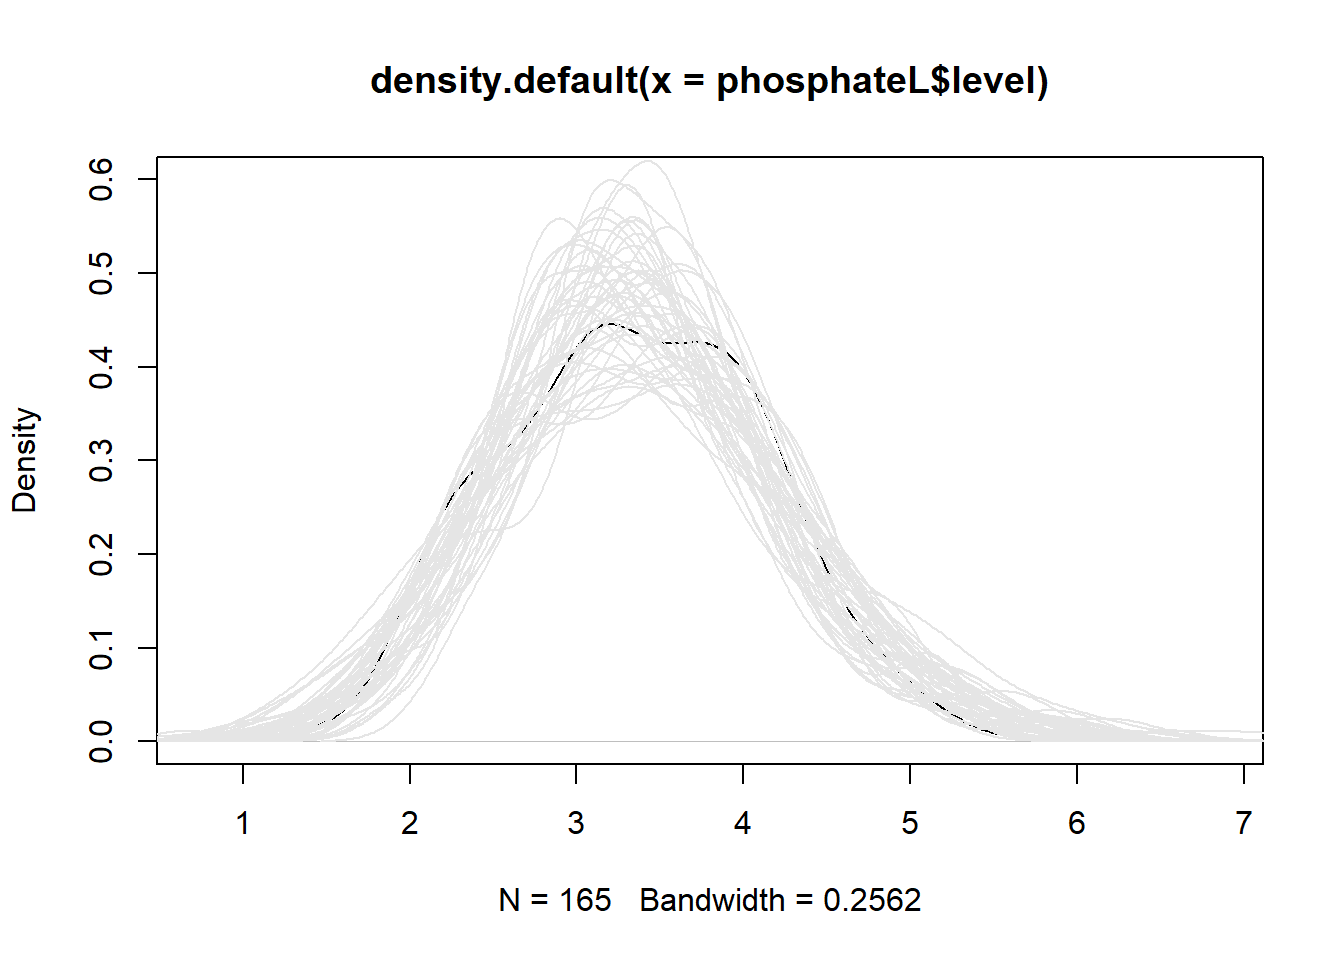 density.default(x = phosphateL$level)
0.6
0.5
0.4
0.3
0.2
0.1
0.0
Density
1 2 3 4 5 6 7
N = 165 Bandwidth = 0.2562